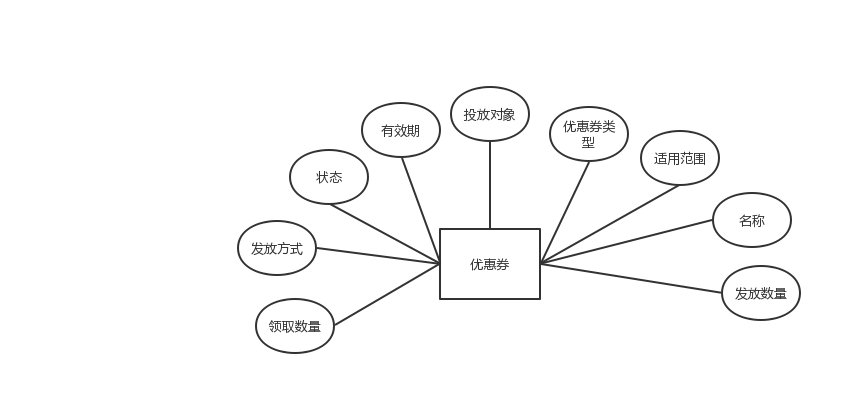 投放对象
优惠券类
型
有效期
适用范围
状态
名称
发放方式
优惠券
发放数量
领取数量